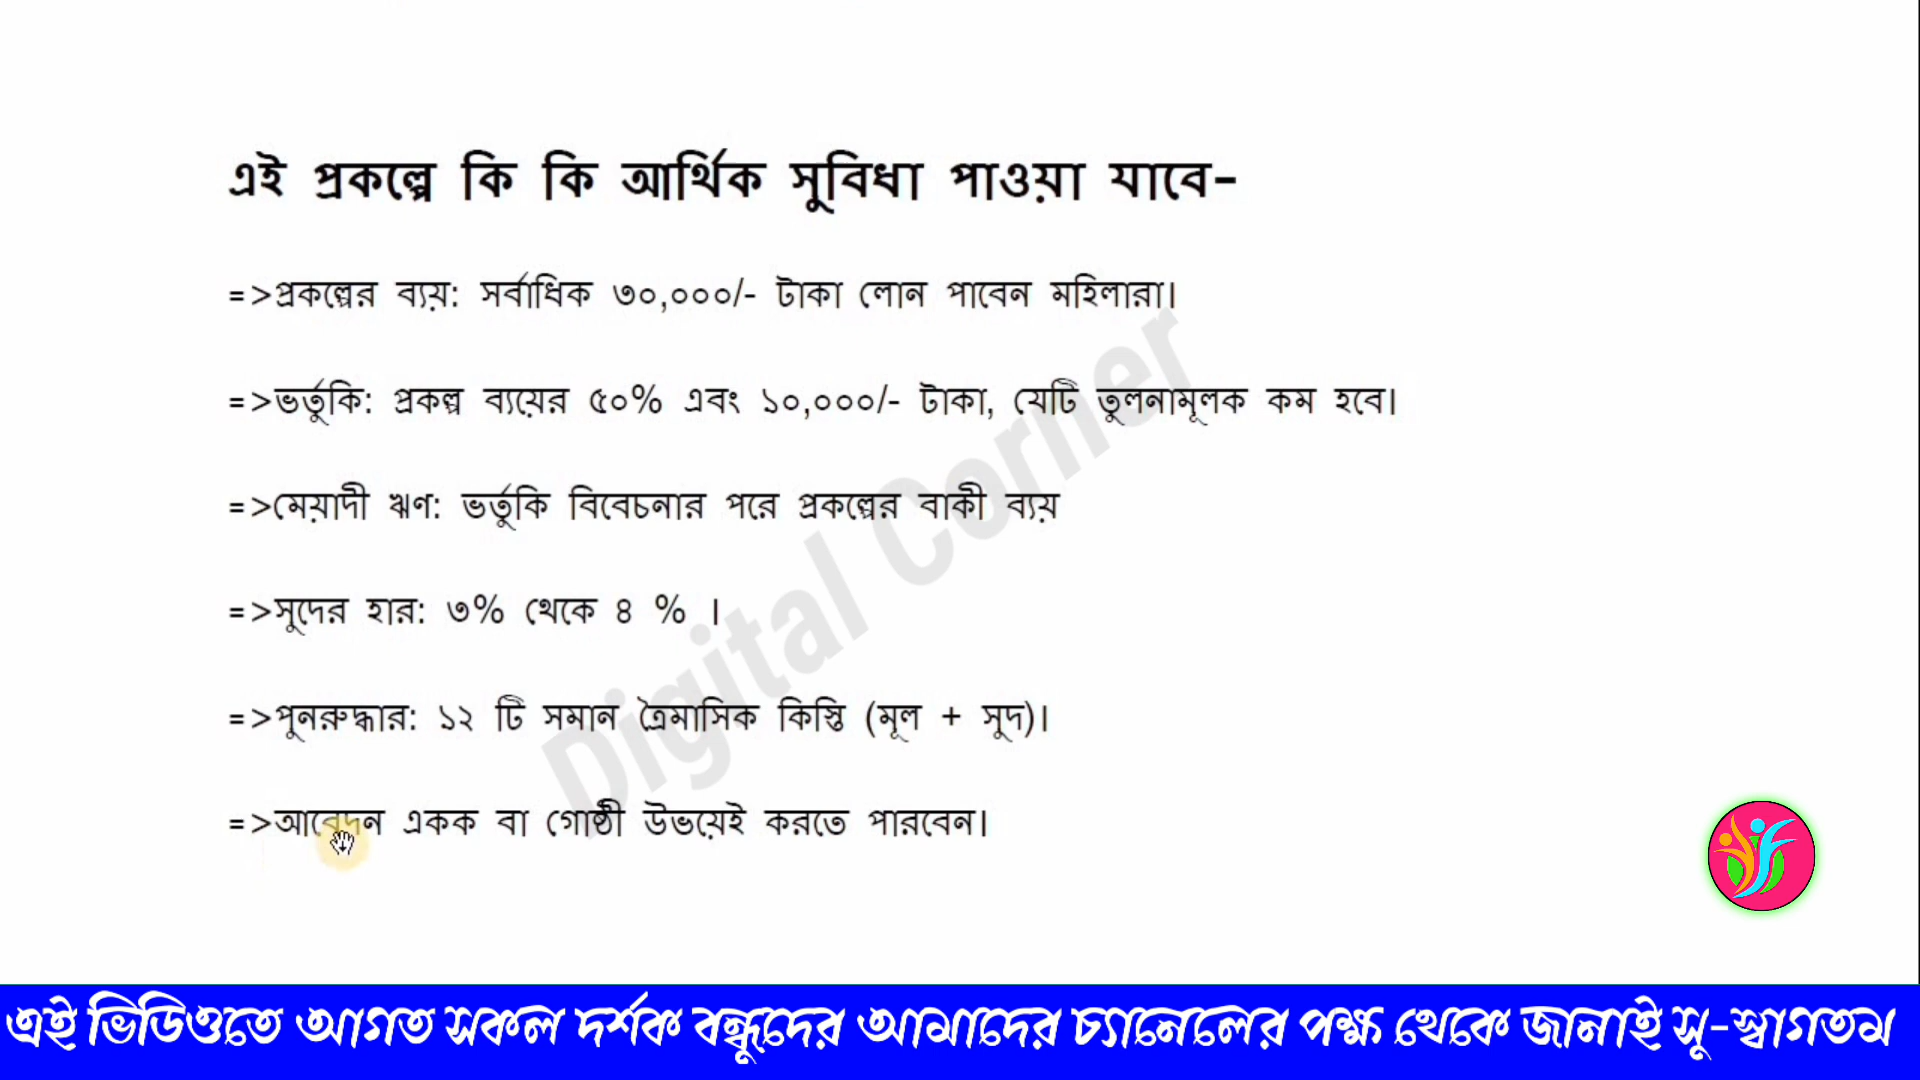 এই প্রকল্পে কি কি আর্থিক সুবিধা পাওয়া যাবে-
=>প্রকল্পের ব্যয়: সর্বাধিক ৩০,০০০/- টাকা লোন পাবেন মহিলারা।
=>ভর্তুকি: প্রকল্প ব্যয়ের ৫০% এবং ১০,০০০/- টাকা, যেটি তুলনামূলক কম হবে।
=>মেয়াদী ঋণ: ভর্তুকি বিবেচনার পরে প্রকল্পের বাকী ব্যয়
=>সুদের হার: ৩% থেকে ৪ % ।
=>পুনরুদ্ধার: ১২ টি সমান ত্রৈমাসিক কিস্তি (মূল + সুদ)।
=>আবেদন একক বা গোষ্ঠী উভয়েই করতে পারবেন।
Digital Corner
এই ভিডিওতে আগত সকল দর্শক বন্ধুদের আমাদের চ্যানেলের পক্ষ থেকে জানাই সু-স্বাগতম